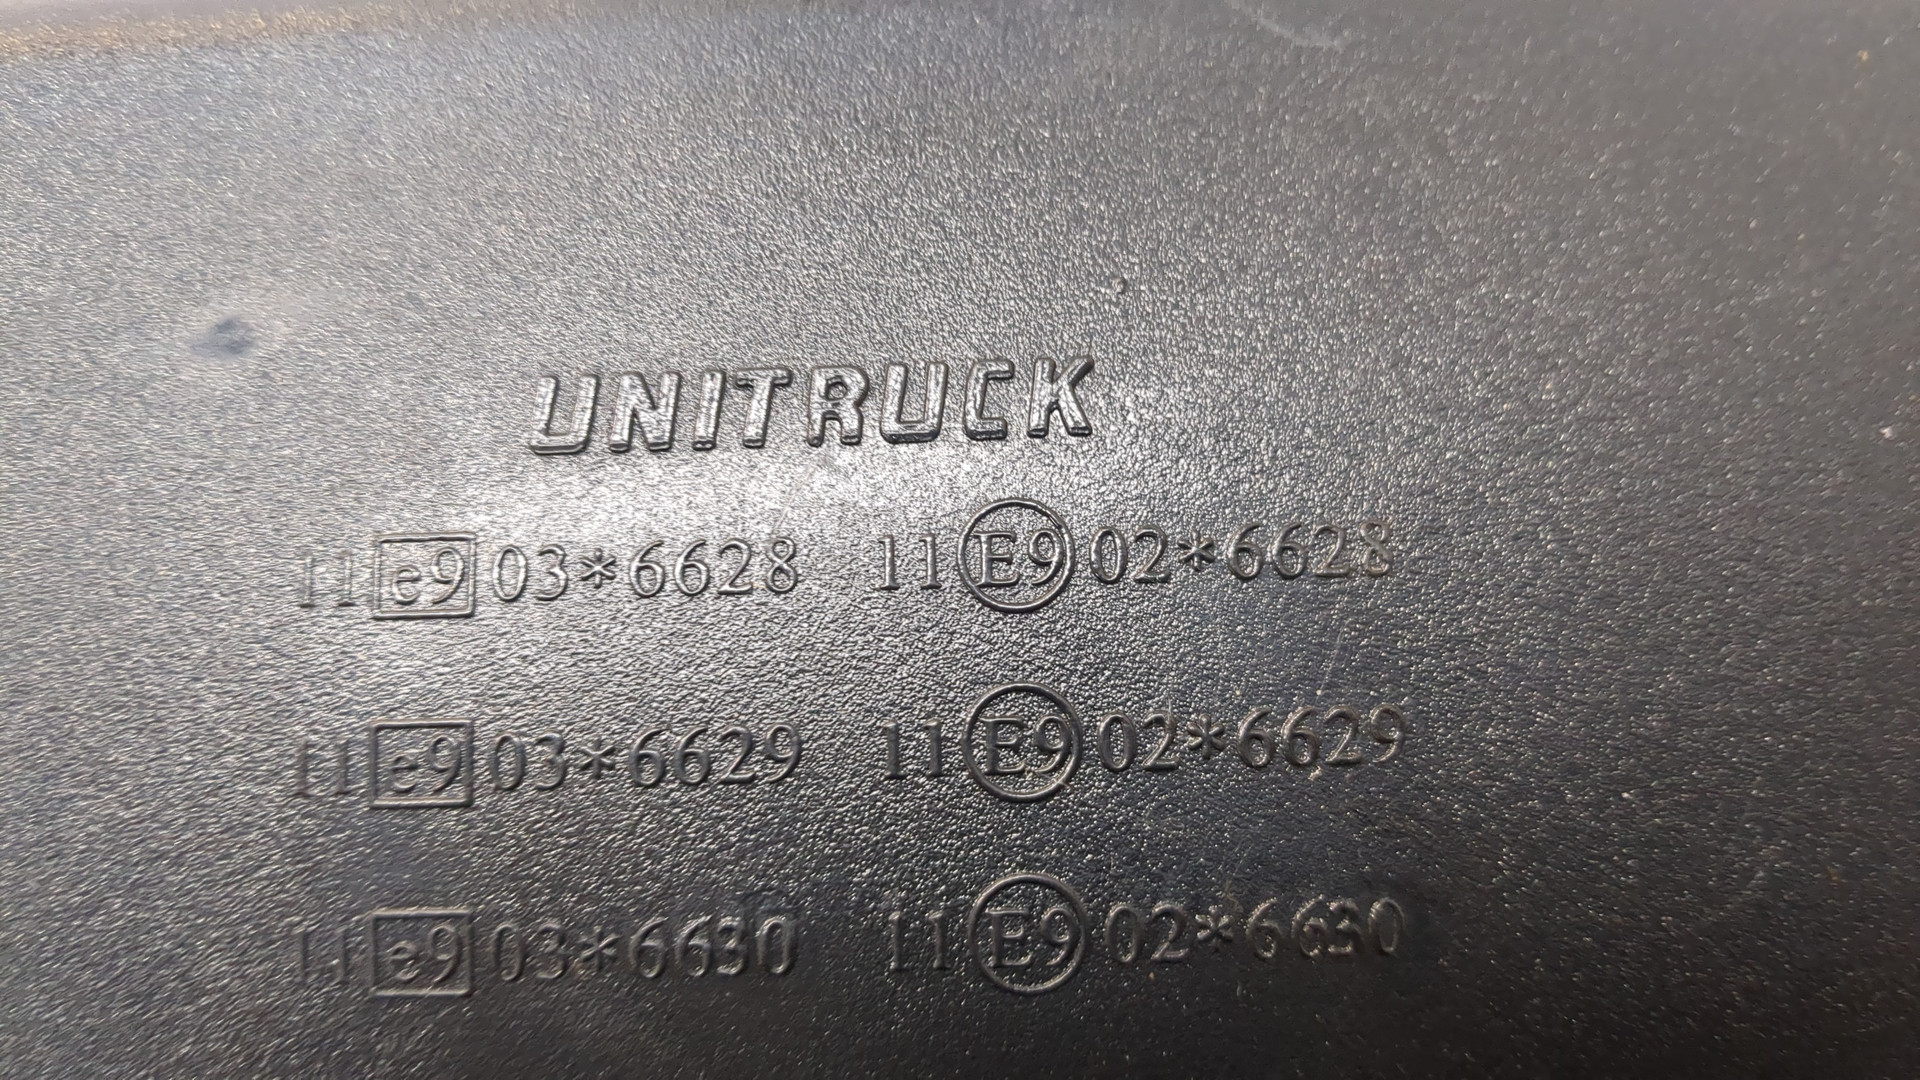 UNITRUCK
11 e9 03*6628 11 E9 02*6628
11 e9 03*6629 11 E9 02*6629
11 e9 03*6630 11 E9 02*6630